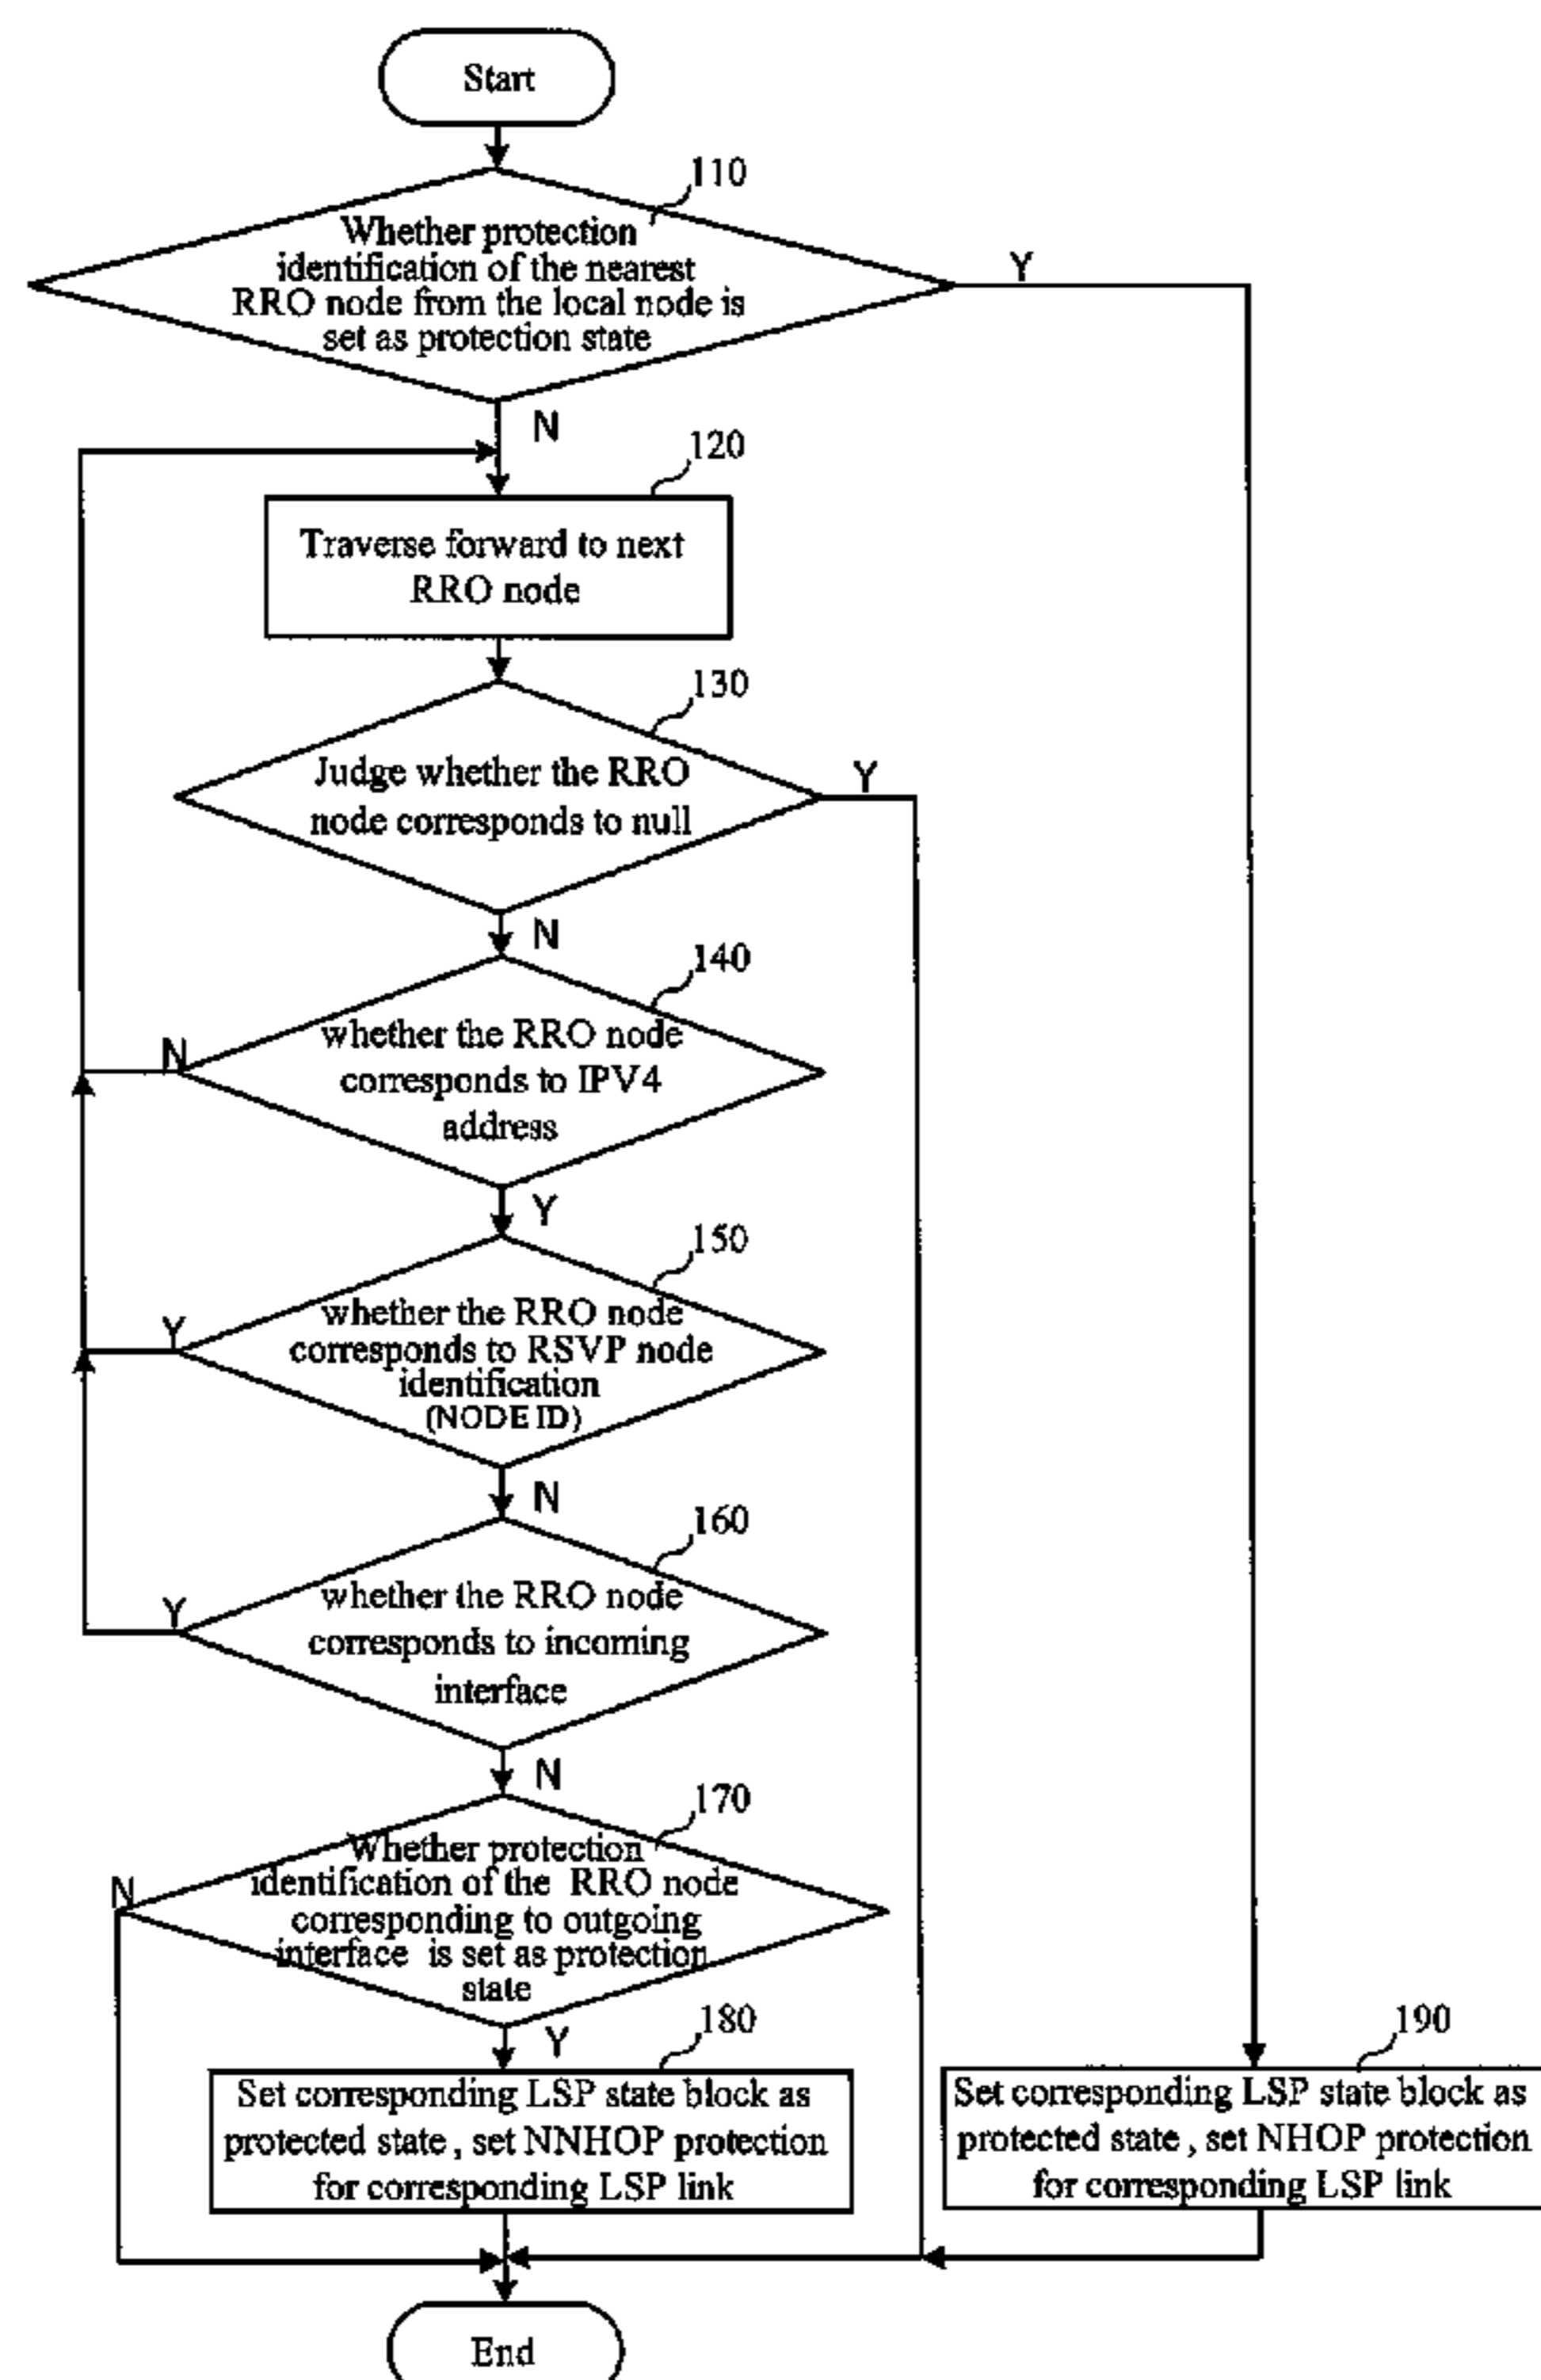 Start
110
Whether protection
identification of the nearest
RRO node from the local node is
set as protection state
Y
N
120
Traverse forward to next
RRO node
130
Judge whether the RRO
node corresponds to null
Y
N
140
whether the RRO node
corresponds to IPV4
address
N
Y
150
whether the RRO node
corresponds to RSVP node
identification
(NODE ID)
Y
N
160
whether the RRO node
corresponds to incoming
interface
Y
N
170
Whether protection
identification of the RRO node
corresponding to outgoing
interface is set as protection
state
N
Y
180
Set corresponding LSP state block as
protected state, set NNHOP protection
for corresponding LSP link
190
Set corresponding LSP state block as
protected state, set NHOP protection
for corresponding LSP link
End